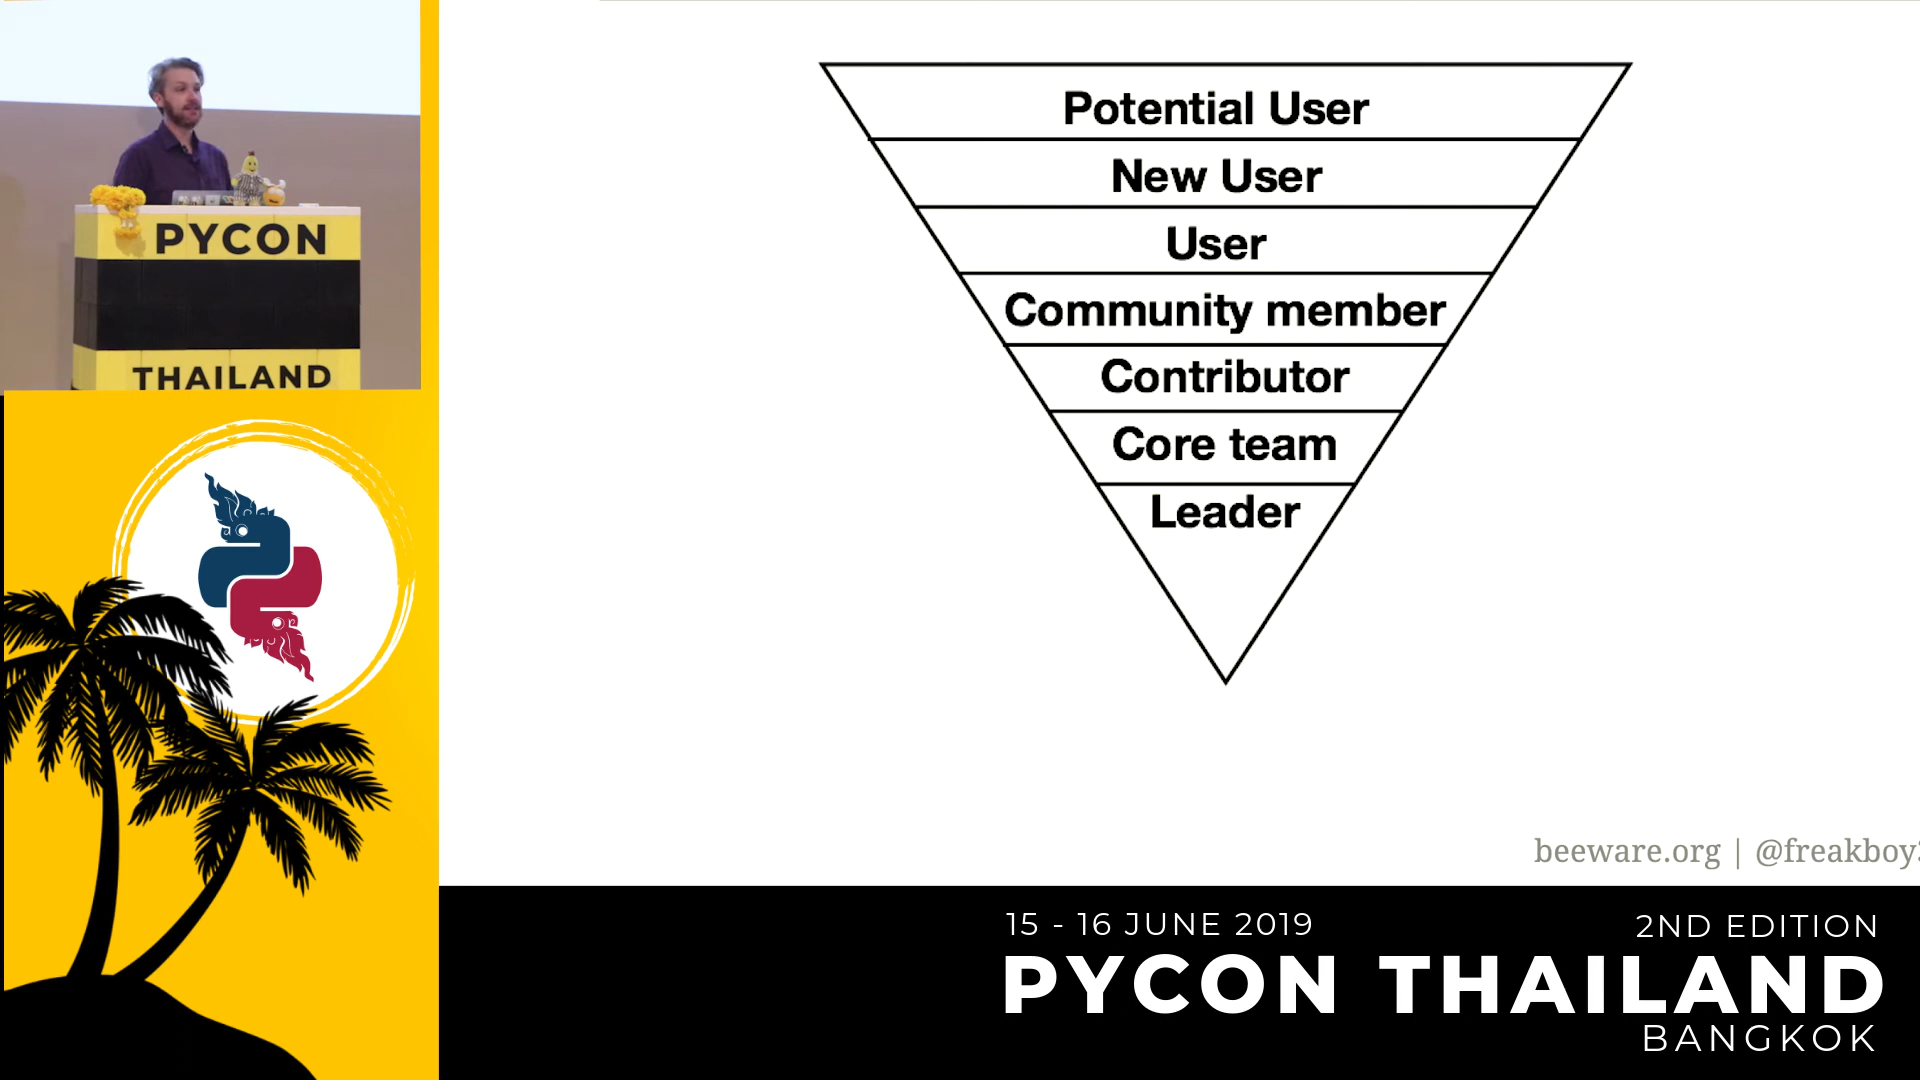 PYCON
THAILAND
Potential User
New User
User
Community member
Contributor
Core team
Leader
beeware.org | @freakboy3
15 - 16 JUNE 2019
2ND EDITION
PYCON THAILAND
BANGKOK